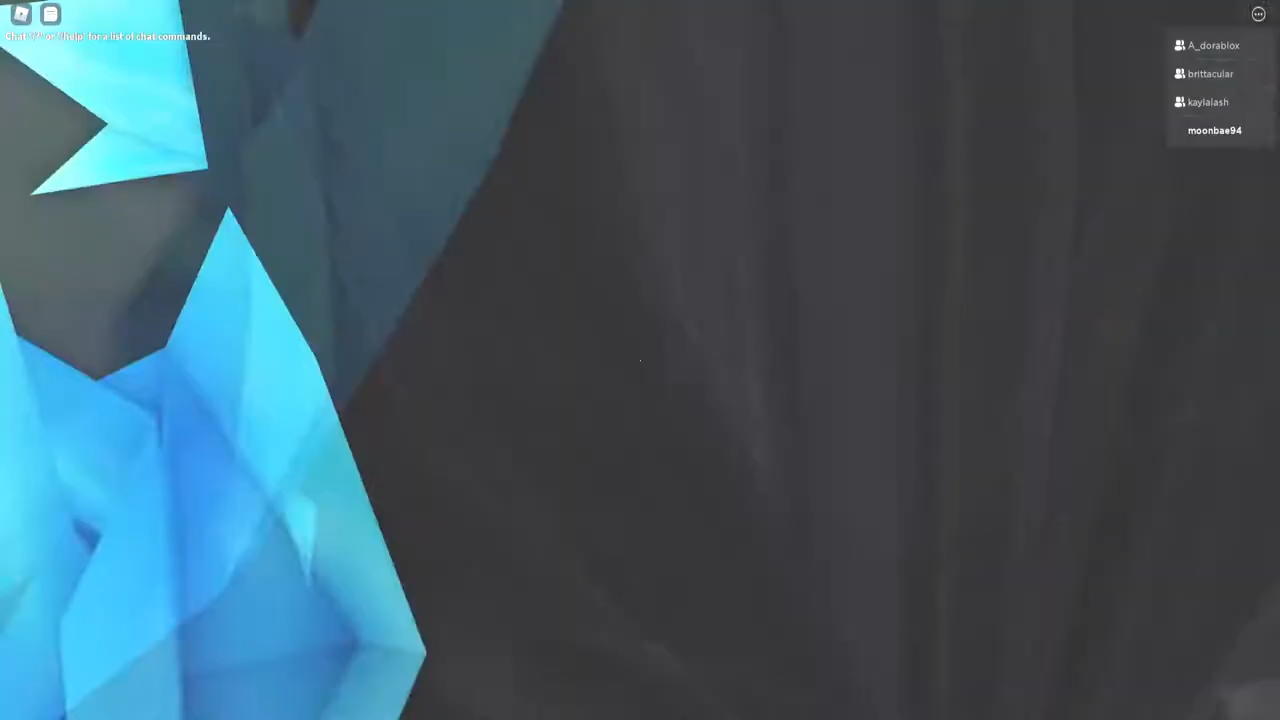 Chat '/?' or '/help' for a list of chat commands.
A_dorablox
brittacular
kaylalash
moonbae94